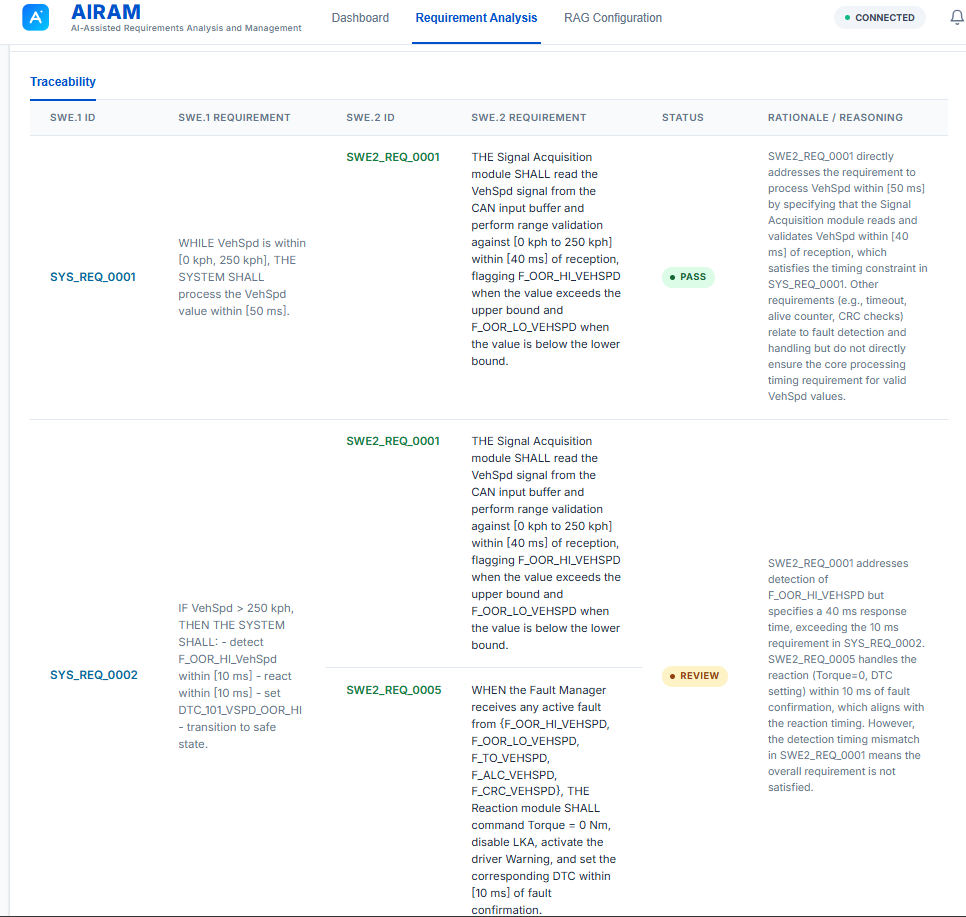 AIRAM
AI-Assisted Requirements Analysis and Management
Dashboard
Requirement Analysis
RAG Configuration
CONNECTED
Traceability
SWE.1 ID
SWE.1 REQUIREMENT
SWE.2 ID
SWE.2 REQUIREMENT
STATUS
RATIONALE / REASONING
SYS_REQ_0001
WHILE VehSpd is within
[0 kph, 250 kph], THE
SYSTEM SHALL
process the VehSpd
value within [50 ms].
SWE2_REQ_0001
THE Signal Acquisition
module SHALL read the
VehSpd signal from the
CAN input buffer and
perform range validation
against [0 kph to 250 kph]
within [40 ms] of reception,
flagging F_OOR_HI_VEHSPD
when the value exceeds the
upper bound and
F_OOR_LO_VEHSPD when
the value is below the lower
bound.
PASS
SWE2_REQ_0001 directly
addresses the requirement to
process VehSpd within [50 ms]
by specifying that the Signal
Acquisition module reads and
validates VehSpd within [40
ms] of reception, which
satisfies the timing constraint in
SYS_REQ_0001. Other
requirements (e.g., timeout,
alive counter, CRC checks)
relate to fault detection and
handling but do not directly
ensure the core processing
timing requirement for valid
VehSpd values.
SYS_REQ_0002
IF VehSpd > 250 kph,
THEN THE SYSTEM
SHALL: - detect
F_OOR_HI_VehSpd
within [10 ms] - react
within [10 ms] - set
DTC_101_VSPD_OOR_HI
- transition to safe
state.
SWE2_REQ_0001
THE Signal Acquisition
module SHALL read the
VehSpd signal from the
CAN input buffer and
perform range validation
against [0 kph to 250 kph]
within [40 ms] of reception,
flagging F_OOR_HI_VEHSPD
when the value exceeds the
upper bound and
F_OOR_LO_VEHSPD when
the value is below the lower
bound.
SWE2_REQ_0005
WHEN the Fault Manager
receives any active fault
from {F_OOR_HI_VEHSPD,
F_OOR_LO_VEHSPD,
F_TO_VEHSPD,
F_ALC_VEHSPD,
F_CRC_VEHSPD}, THE
Reaction module SHALL
command Torque = 0 Nm,
disable LKA, activate the
driver Warning, and set the
corresponding DTC within
[10 ms] of fault
confirmation.
REVIEW
SWE2_REQ_0001 addresses
detection of
F_OOR_HI_VEHSPD but
specifies a 40 ms response
time, exceeding the 10 ms
requirement in SYS_REQ_0002.
SWE2_REQ_0005 handles the
reaction (Torque=0, DTC
setting) within 10 ms of fault
confirmation, which aligns with
the reaction timing. However,
the detection timing mismatch
in SWE2_REQ_0001 means the
overall requirement is not
satisfied.